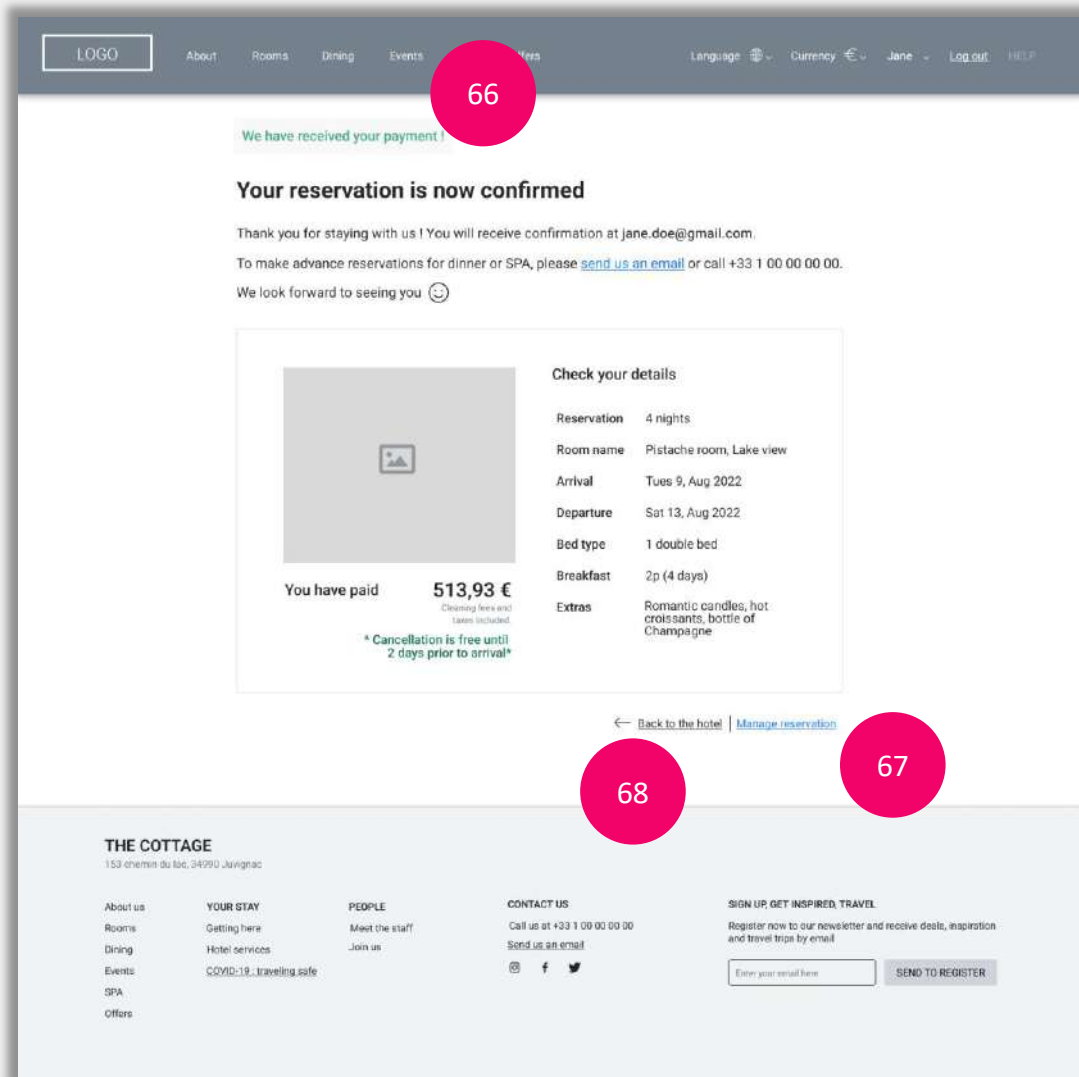 LOGO About Rooms Dining Events Language Currency € Jane Log out HELP
66
We have received your payment !
Your reservation is now confirmed
Thank you for staying with us ! You will receive confirmation at jane.doe@gmail.com.
To make advance reservations for dinner or SPA, please send us an email or call +33 1 00 00 00 00.
We look forward to seeing you
Check your details
Reservation 4 nights
Room name Pistache room, Lake view
Arrival Tues 9, Aug 2022
Departure Sat 13, Aug 2022
Bed type 1 double bed
Breakfast 2p (4 days)
Extras Romantic candles, hot
croissants, bottle of
Champagne
You have paid 513,93 €
Cleaning fees and
taxes included.
* Cancellation is free until
2 days prior to arrival*
Back to the hotel | Manage reservation
67
68
THE COTTAGE
153 chemin du lac, 34990 Juvignac
About us
Rooms
Dining
Events
SPA
Offers
YOUR STAY
Getting here
Hotel services
COVID-19 : traveling safe
PEOPLE
Meet the staff
Join us
CONTACT US
Call us at +33 1 00 00 00 00
Send us an email
SIGN UP, GET INSPIRED, TRAVEL
Register now to our newsletter and receive deals, inspiration
and travel trips by email
Enter your email here SEND TO REGISTER